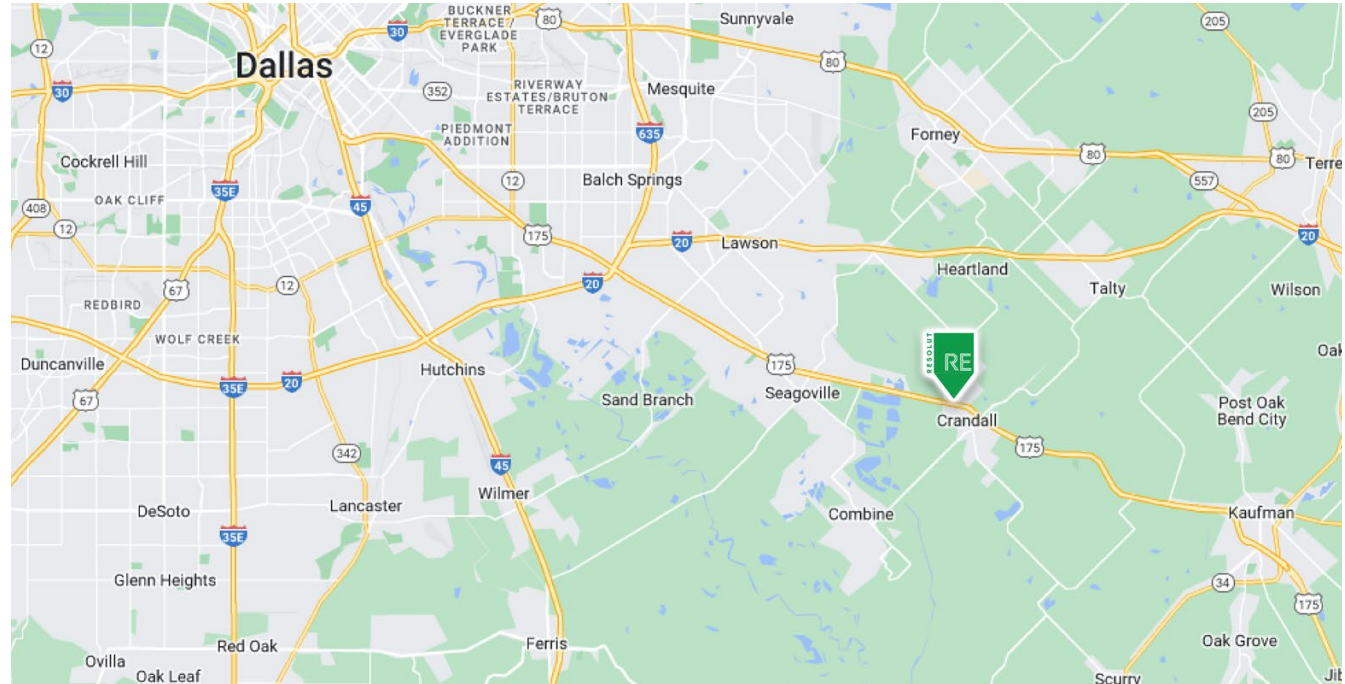 BUCKNER
TERRACE /
EVERGLADE
PARK
80
Sunnyvale
205
12
30
Dallas
80
30
352
RIVERWAY
ESTATES/BRUTON
TERRACE
Mesquite
205
PIEDMONT
ADDITION
635
Forney
80
80
Terre
Cockrell Hill
35E
12
Balch Springs
557
OAK CLIFF
45
408
12
175
20
Lawson
20
Heartland
20
Talty
Wilson
67
12
REDBIRD
WOLF CREEK
RESOLUT
RE
Oak
Duncanville
Hutchins
175
Seagoville
35E
20
67
Sand Branch
Crandall
Post Oak
Bend City
175
342
45
Wilmer
Lancaster
DeSoto
Combine
Kaufman
35E
Glenn Heights
34
175
Red Oak
Ferris
Oak Grove
Ovilla
Oak Leaf
Scurry
Jib